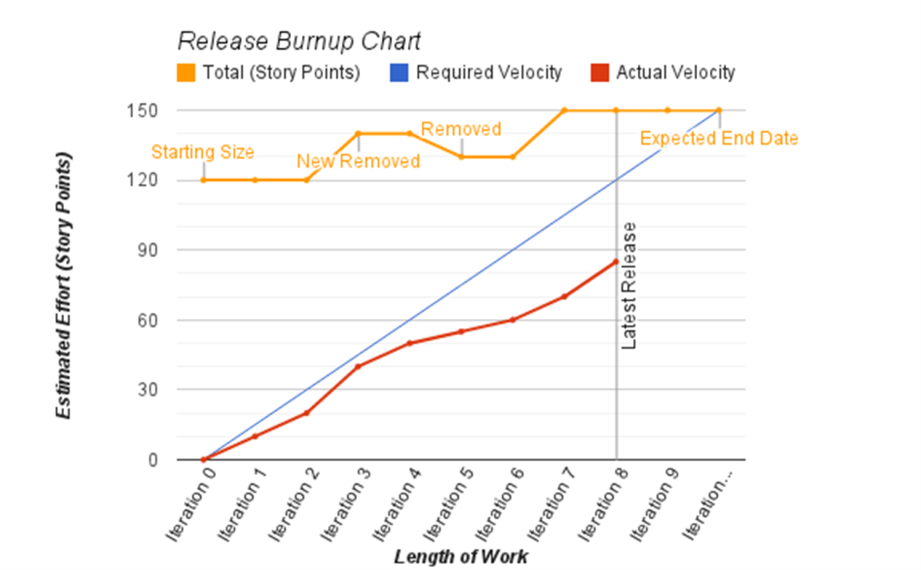 Release Burnup Chart
Total (Story Points) Required Velocity Actual Velocity
150
120
90
60
30
0
Estimated Effort (Story Points)
Starting Size
New Removed
Removed
Expected End Date
Latest Release
Iteration 0
Iteration 1
Iteration 2
Iteration 3
Iteration 4
Iteration 5
Iteration 6
Iteration 7
Iteration 8
Iteration 9
Iteration...
Length of Work